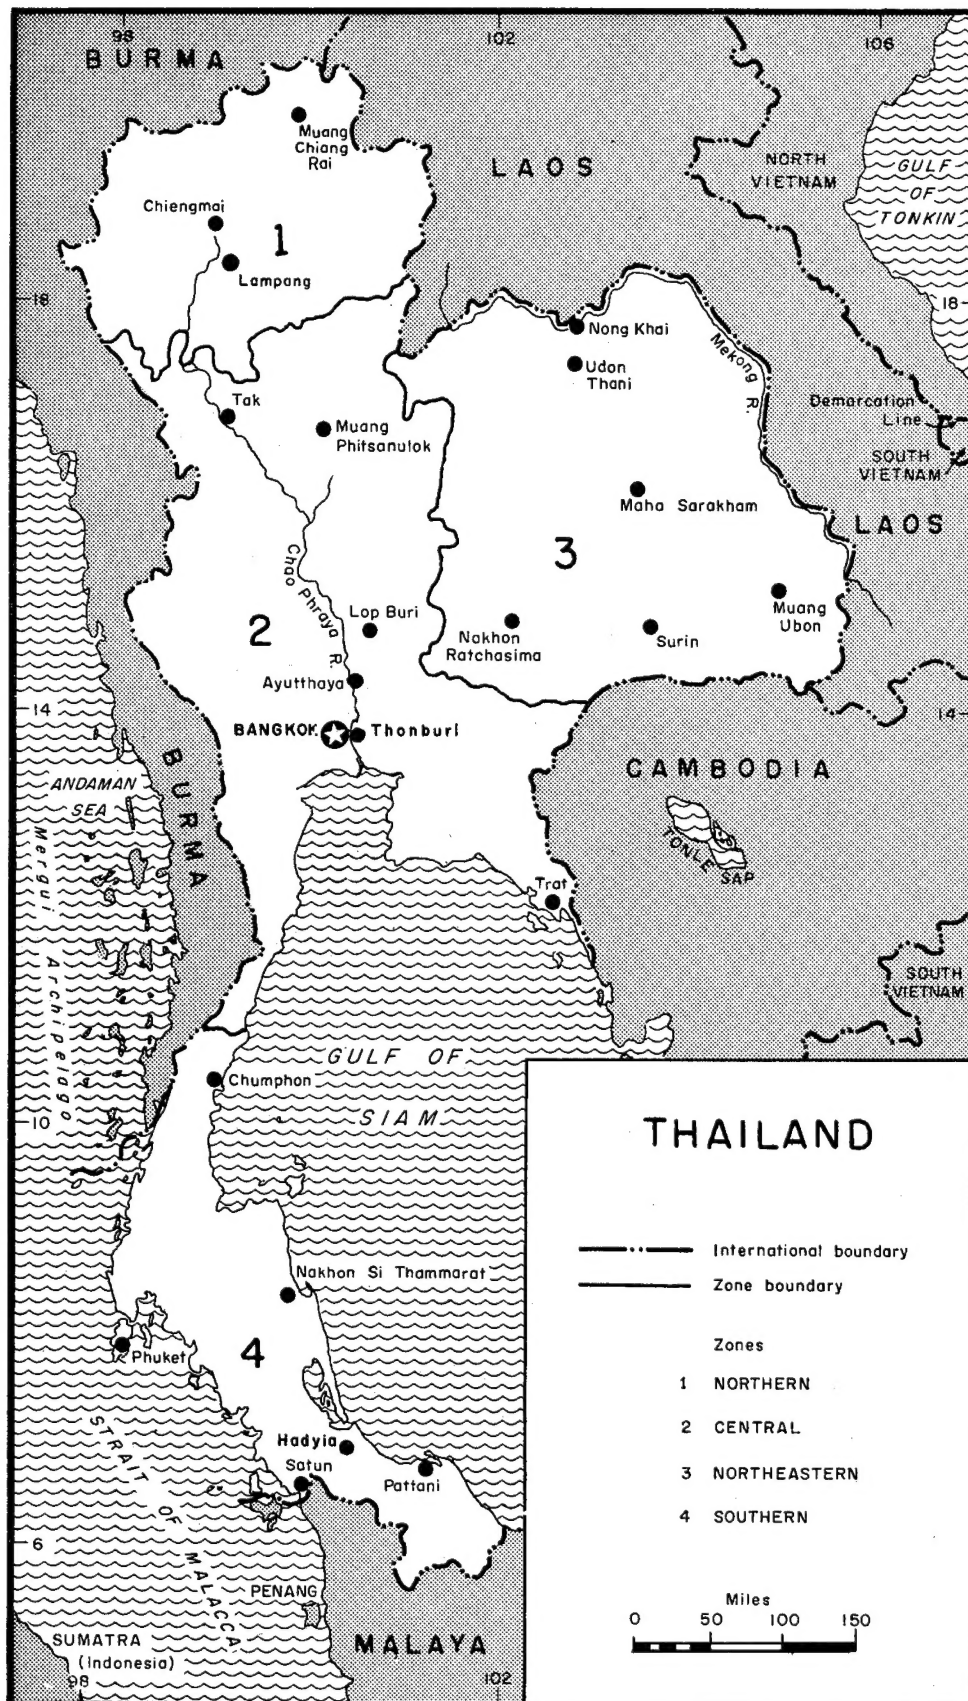 98
102
106
BURMA
Muang
Chiang
Rai
LAOS
NORTH
VIETNAM
GULF
OF
TONKIN
Chiengmai
1
Lampang
18
18
Nong Khai
Udon
Thani
Mekong R.
Tak
Muang
Phitsanulok
Demarcation
Line
SOUTH
VIETNAM
Maha Sarakham
LAOS
3
Chao Phraya R.
2
Lop Buri
Nakhon
Ratchasima
Surin
Muang
Ubon
Ayutthaya
14
14
BANGKOK
Thonburi
BURMA
CAMBODIA
ANDAMAN
SEA
Mergui Archipelago
TONLE SAP
Trat
SOUTH
VIETNAM
GULF OF
SIAM
Chumphon
10
THAILAND
International boundary
Zone boundary
Nakhon Si Thammarat
Zones
Phuket
4
1 NORTHERN
2 CENTRAL
3 NORTHEASTERN
4 SOUTHERN
STRAIT OF MALACCA
Hadyia
Satun
Pattani
6
PENANG
Miles
0 50 100 150
SUMATRA
(Indonesia)
MALAYA
98
102